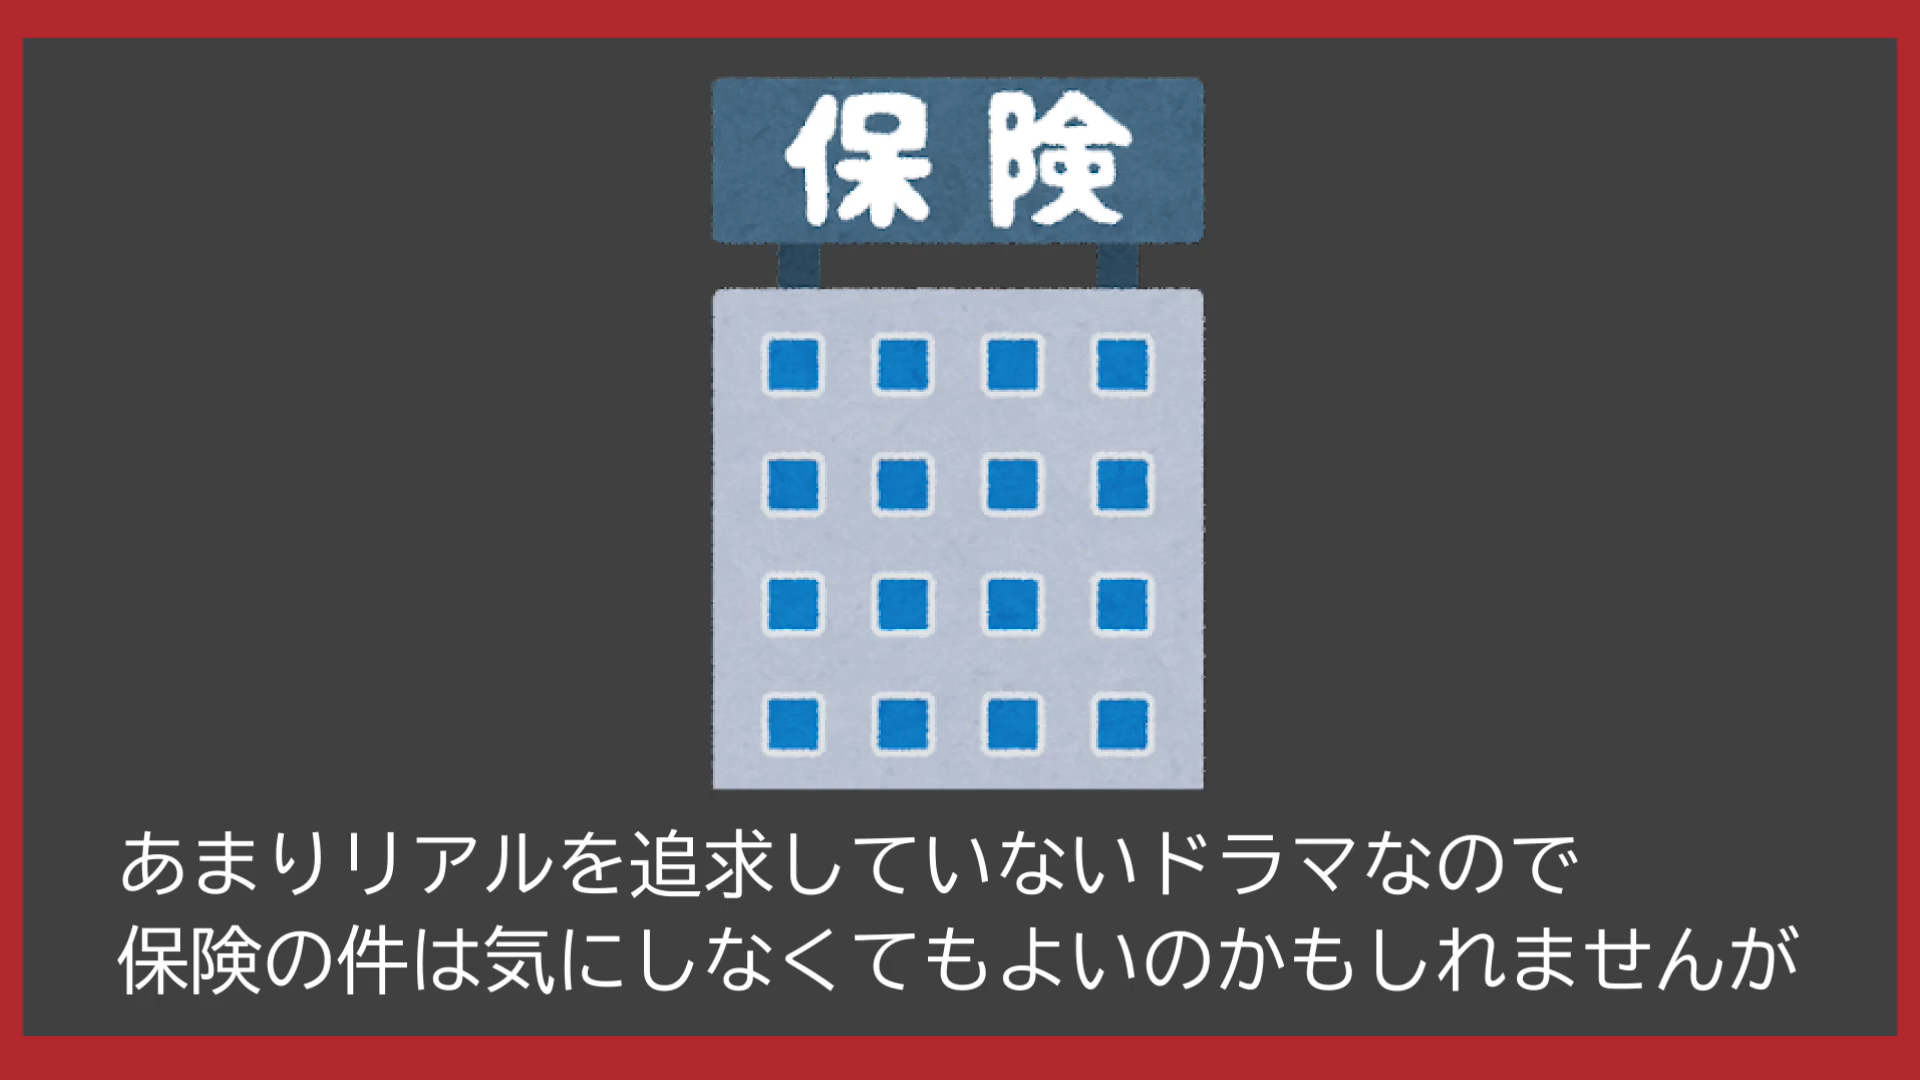 保険
あまりリアルを追求していないドラマなので
保険の件は気にしなくてもよいのかもしれませんが